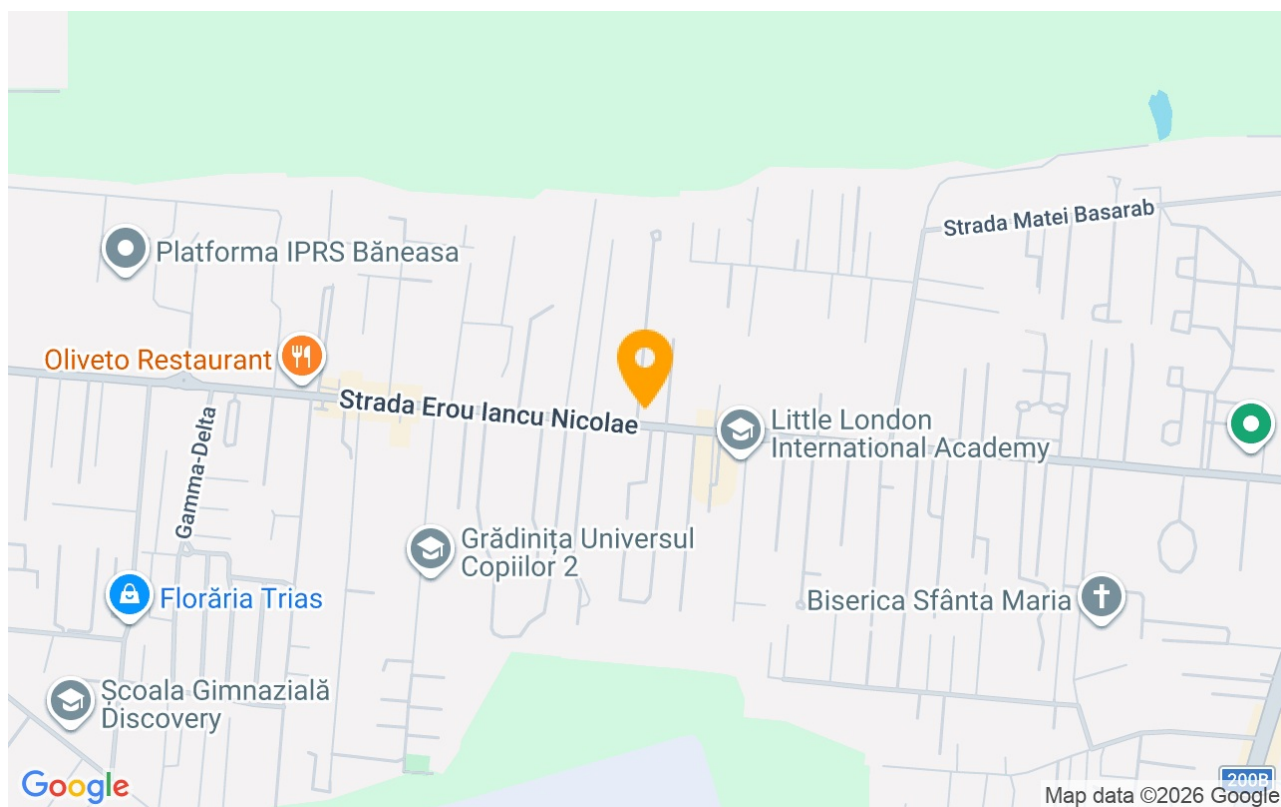 Strada Matei Basarab
Platforma IPRS Băneasa
Oliveto Restaurant
Strada Erou Iancu Nicolae
Little London
International Academy
Gamma-Delta
Grădinița Universul
Copiilor 2
Florăria Trias
Biserica Sfânta Maria
Școala Gimnazială
Discovery
200B
Google
Map data ©2026 Google